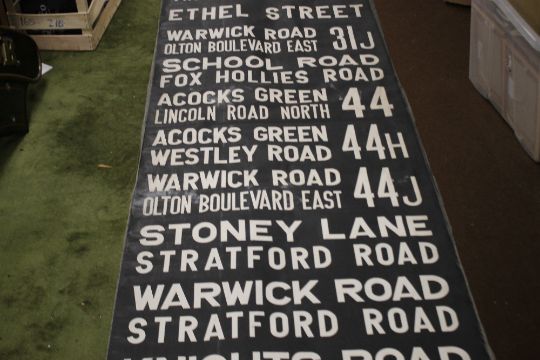 ETHEL STREET
WARWICK ROAD
OLTON BOULEVARD EAST 31J
SCHOOL ROAD
FOX HOLLIES ROAD
ACOCKS GREEN
LINCOLN ROAD NORTH 44
ACOCKS GREEN
WESTLEY ROAD 44H
WARWICK ROAD
OLTON BOULEVARD EAST 44J
STONEY LANE
STRATFORD ROAD
WARWICK ROAD
STRATFORD ROAD
KNIGHTS ROAD